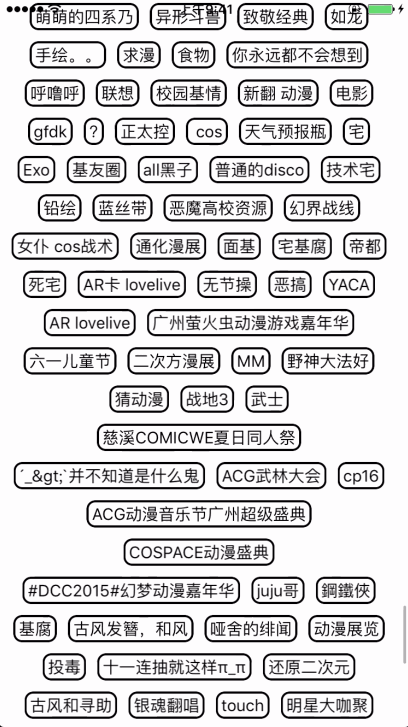 萌萌的四系乃 异形斗兽 致敬经典 如龙
手绘。。 求漫 食物 你永远都不会想到
呼噜呼 联想 校园基情 新翻 动漫 电影
gfdk ? 正太控 cos 天气预报瓶 宅
Exo 基友圈 all黑子 普通的disco 技术宅
铅绘 蓝丝带 恶魔高校资源 幻界战线
女仆 cos战术 通化漫展 面基 宅基腐 帝都
死宅 AR卡 lovelive 无节操 恶搞 YACA
AR lovelive 广州萤火虫动漫游戏嘉年华
六一儿童节 二次方漫展 MM 野神大法好
猜动漫 战地3 武士
慈溪COMICWE夏日同人祭
´_&gt;`并不知道是什么鬼 ACG武林大会 cp16
ACG动漫音乐节广州超级盛典
COSPACE动漫盛典
#DCC2015#幻梦动漫嘉年华 juju哥 鋼鐵俠
基腐 古风发簪，和风 哑舍的绯闻 动漫展览
投毒 十一连抽就这样π_π 还原二次元
古风和寻助 银魂翻唱 touch 明星大咖聚